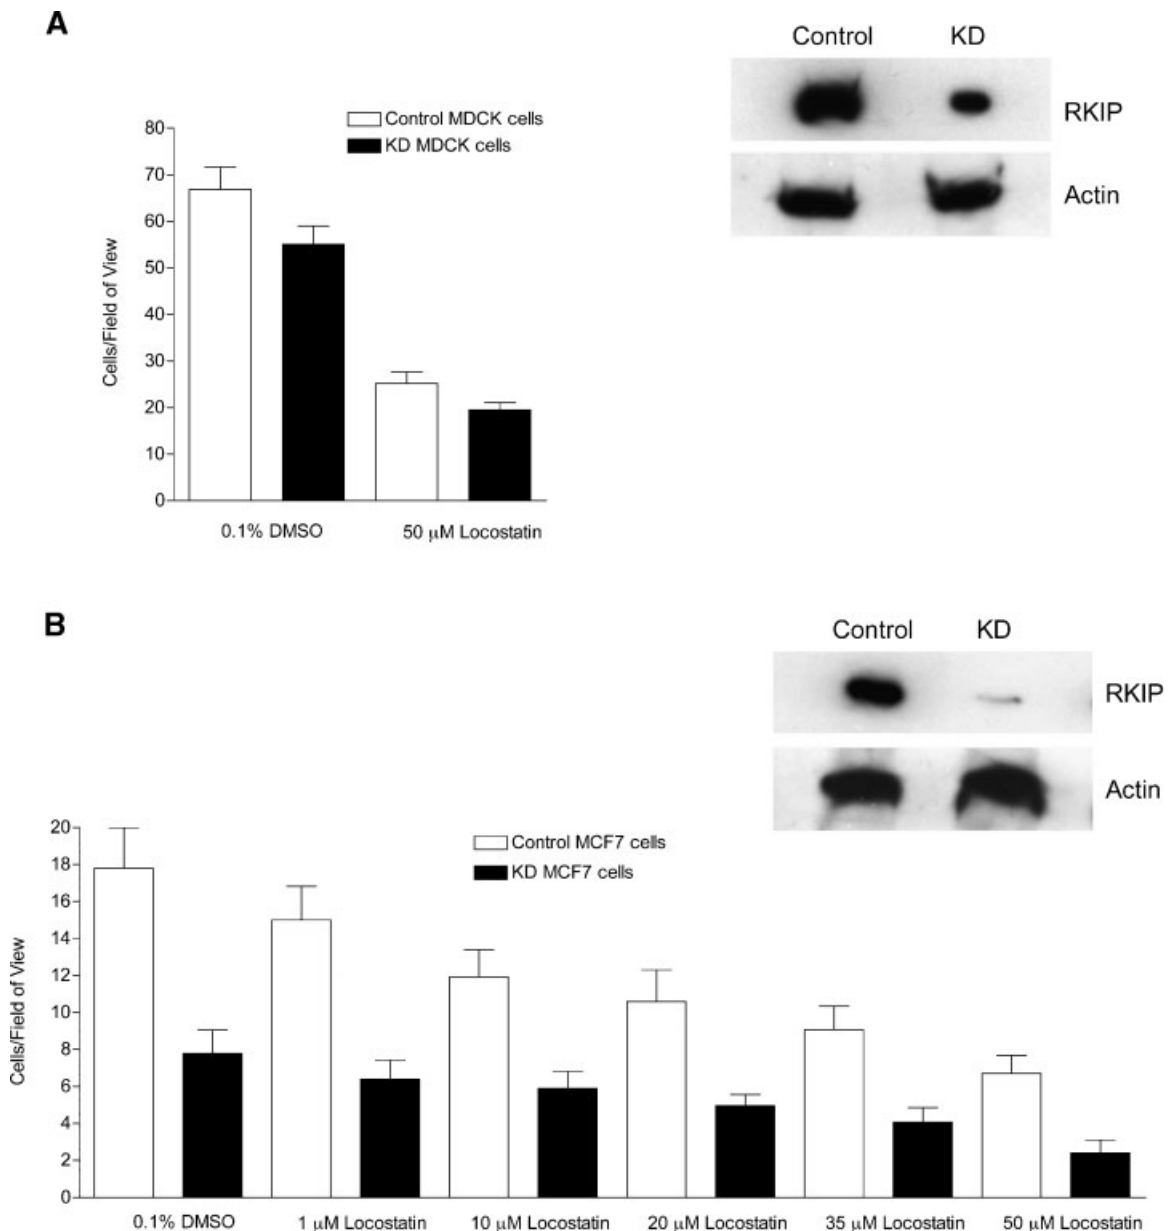 A
Control KD
RKIP
Actin
Control MDCK cells
KD MDCK cells
80
70
60
50
40
30
20
10
0
Cells/Field of View
0.1% DMSO
50 μM Locostatin
B
Control KD
RKIP
Actin
Control MCF7 cells
KD MCF7 cells
20
18
16
14
12
10
8
6
4
2
0
Cells/Field of View
0.1% DMSO
1 μM Locostatin
10 μM Locostatin
20 μM Locostatin
35 μM Locostatin
50 μM Locostatin